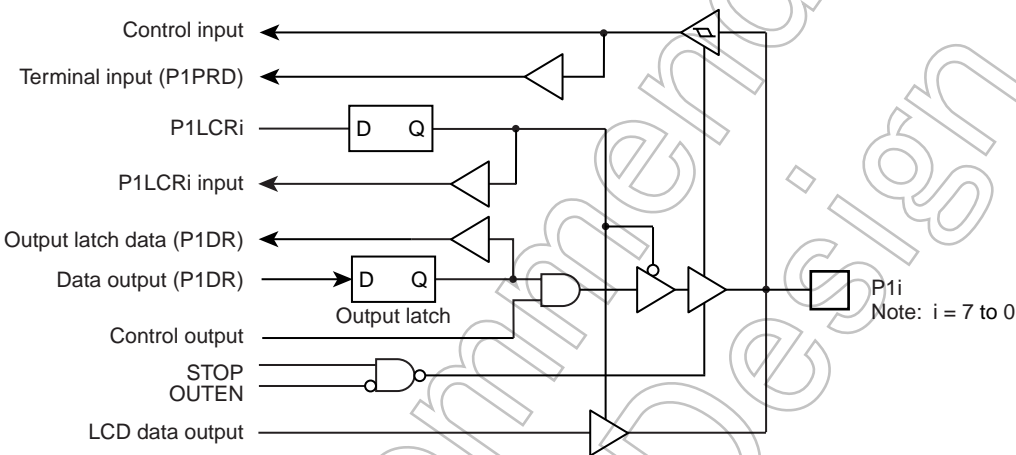 Control input
Terminal input (P1PRD)
P1LCRi
D Q
P1LCRi input
Output latch data (P1DR)
Data output (P1DR)
D Q
Output latch
P1i
Note: i = 7 to 0
Control output
STOP
OUTEN
LCD data output